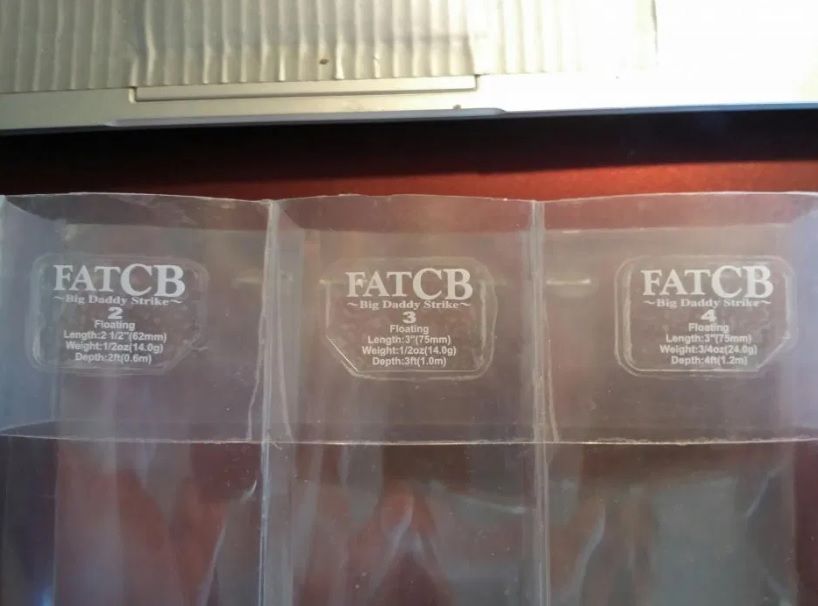 FATCB
~Big Daddy Strike~
2
Floating
Length:2 1/2"(62mm)
Weight:1/2oz(14.0g)
Depth:2ft(0.6m)
FATCB
~Big Daddy Strike~
3
Floating
Length:3"(75mm)
Weight:1/2oz(14.0g)
Depth:3ft(1.0m)
FATCB
~Big Daddy Strike~
4
Floating
Length:3"(75mm)
Weight:3/4oz(24.0g)
Depth:4ft(1.2m)